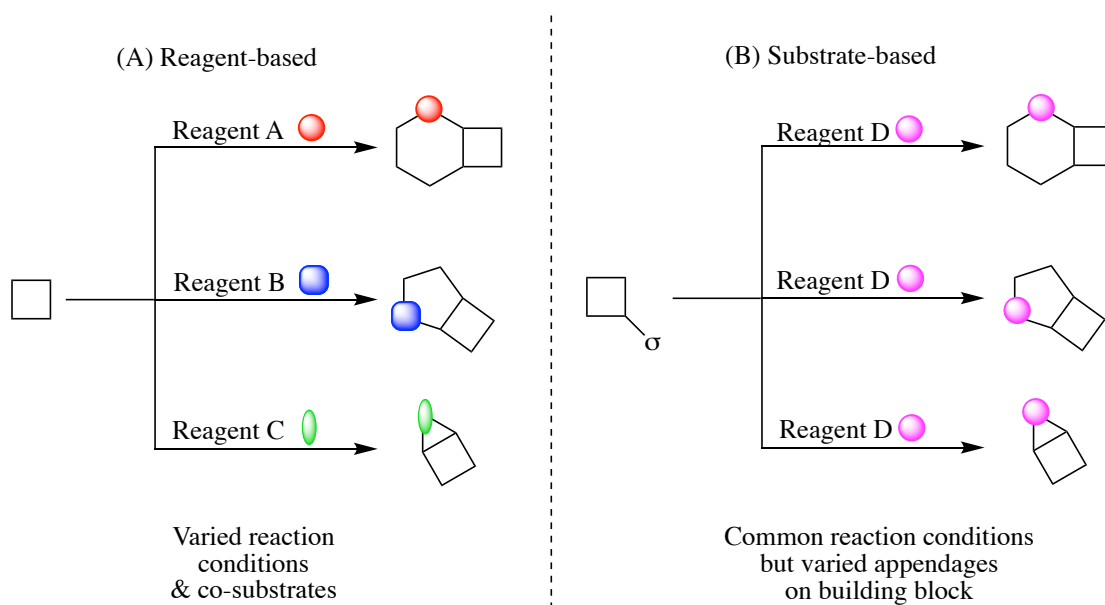 (A) Reagent-based
Reagent A
Reagent B
Reagent C
Varied reaction
conditions
& co-substrates
(B) Substrate-based
σ
Reagent D
Reagent D
Reagent D
Common reaction conditions
but varied appendages
on building block